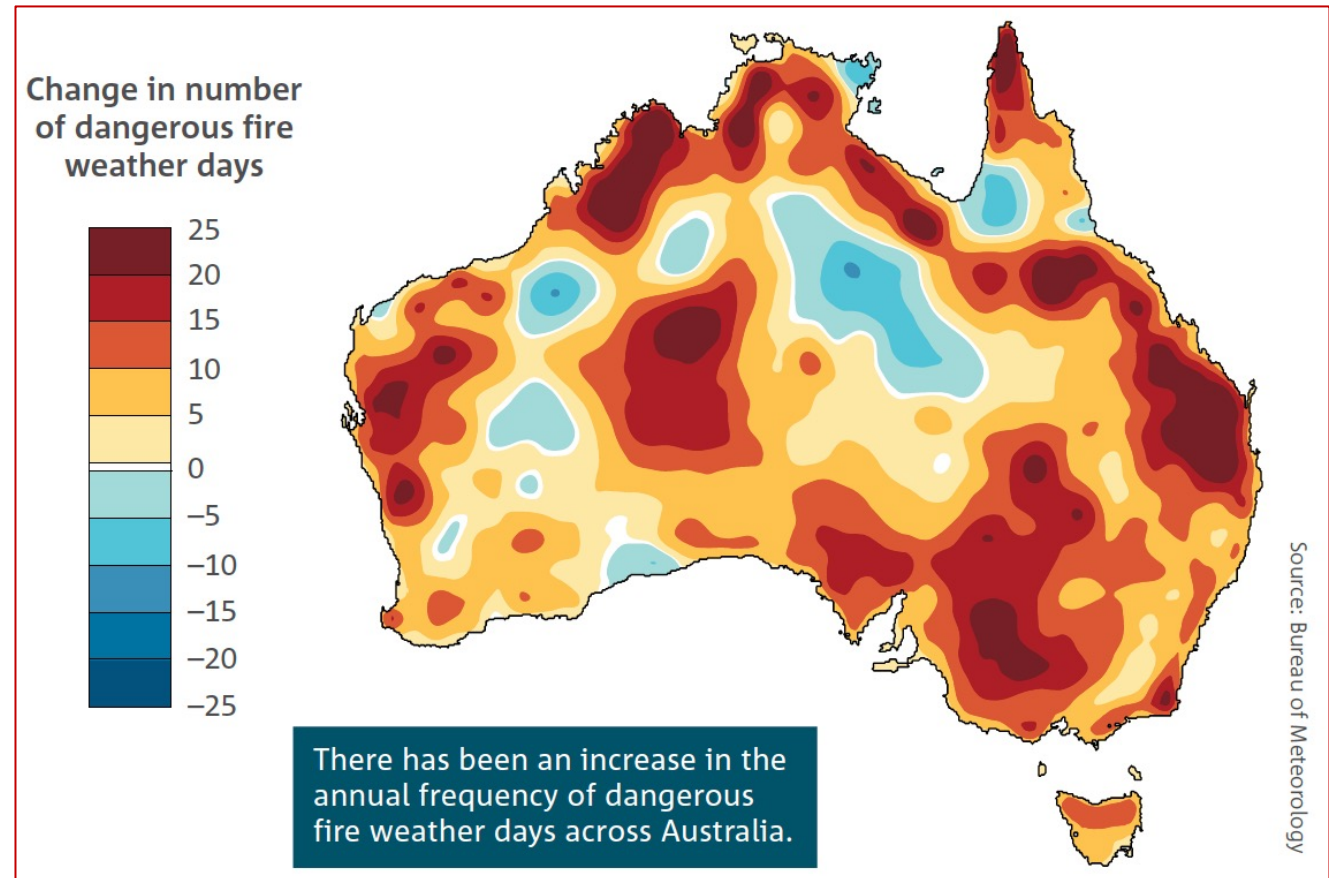 Change in number
of dangerous fire
weather days
25
20
15
10
5
0
–5
–10
–15
–20
–25
There has been an increase in the
annual frequency of dangerous
fire weather days across Australia.
Source: Bureau of Meteorology